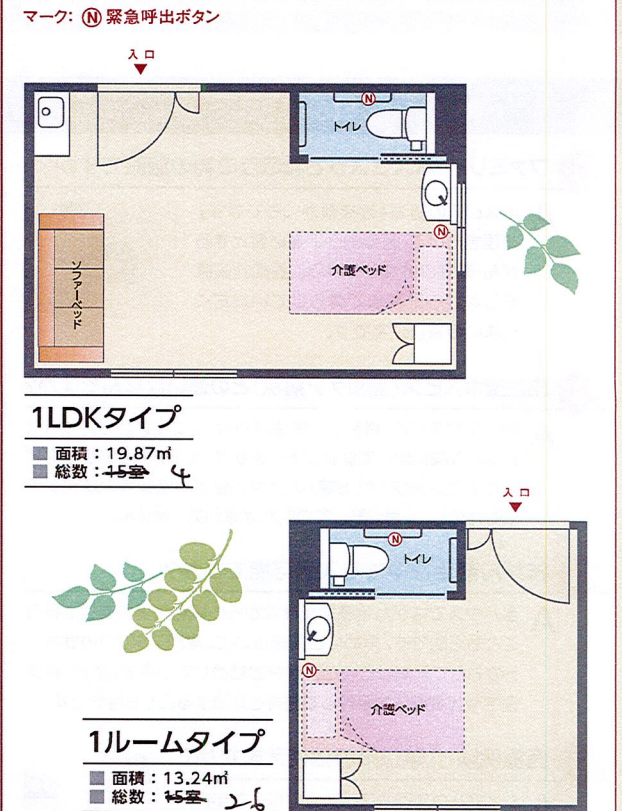 マーク: Ⓝ 緊急呼出ボタン
入口
Ⓝ
トイレ
Ⓝ
介護ベッド
ソファーベッド
1LDKタイプ
面積：19.87㎡
総数：15室 4
入口
Ⓝ
トイレ
Ⓝ
介護ベッド
1ルームタイプ
面積：13.24㎡
総数：15室 26